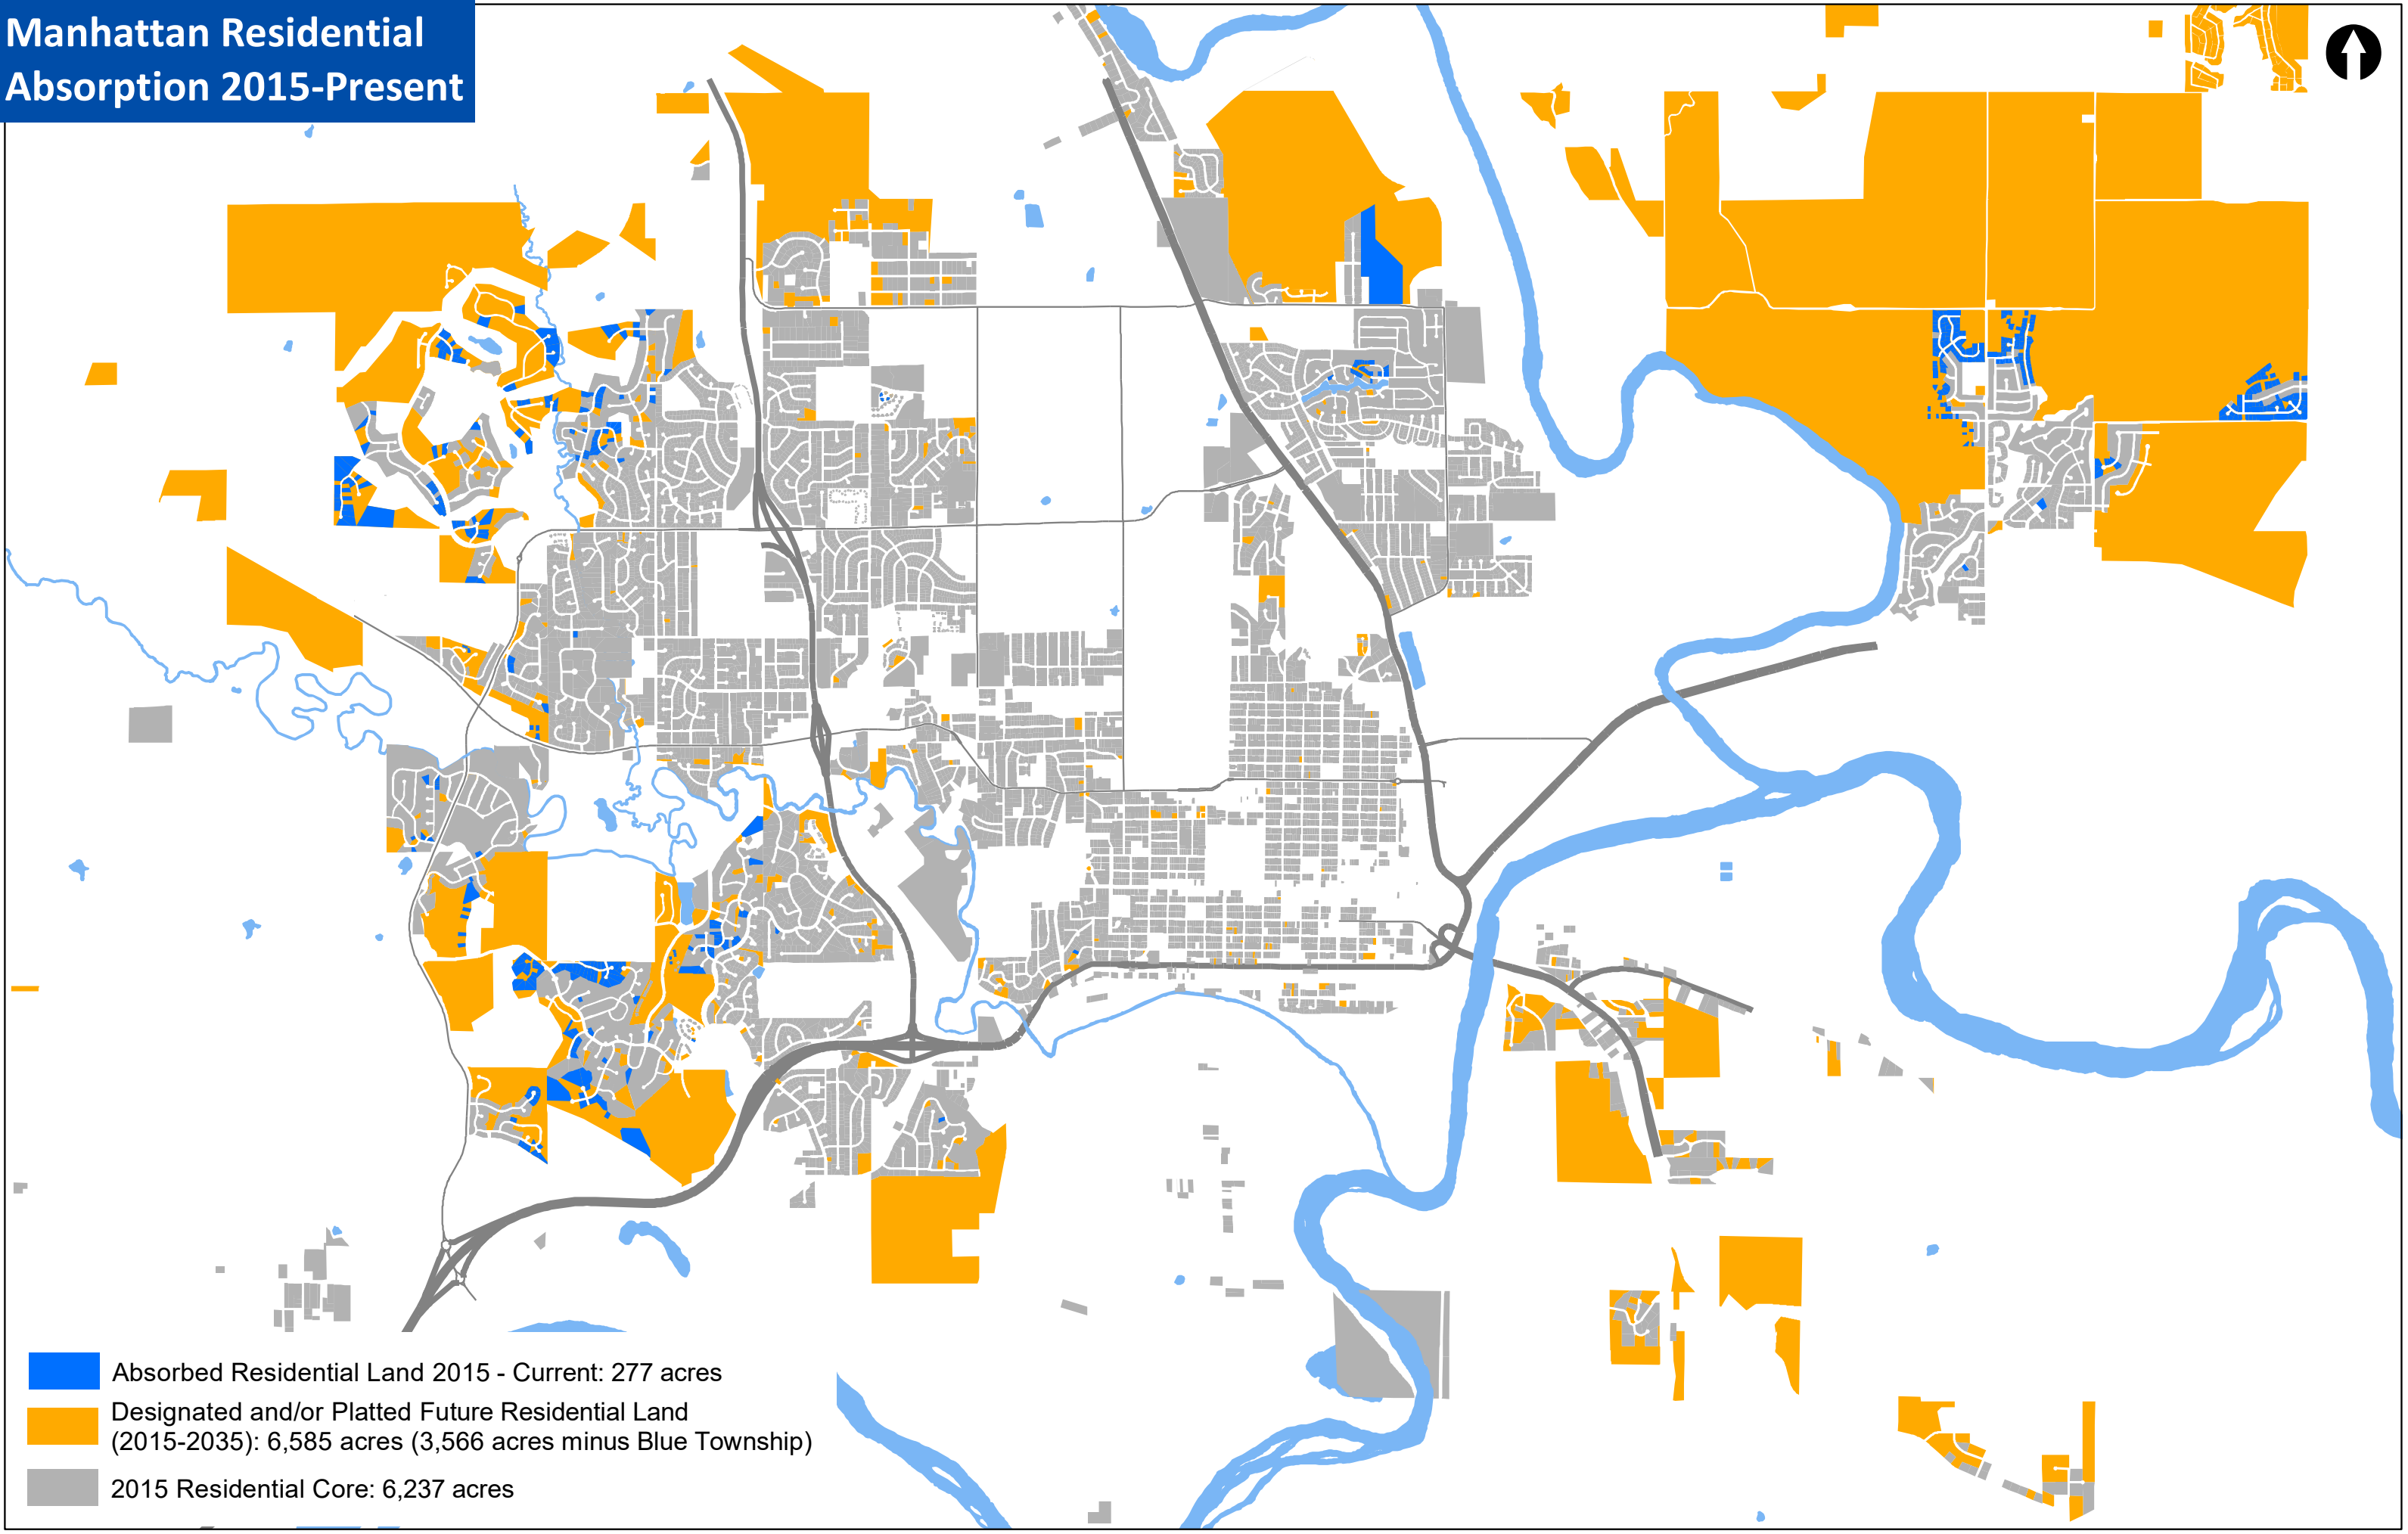 Manhattan Residential
Absorption 2015-Present
Absorbed Residential Land 2015 - Current: 277 acres
Designated and/or Platted Future Residential Land
(2015-2035): 6,585 acres (3,566 acres minus Blue Township)
2015 Residential Core: 6,237 acres